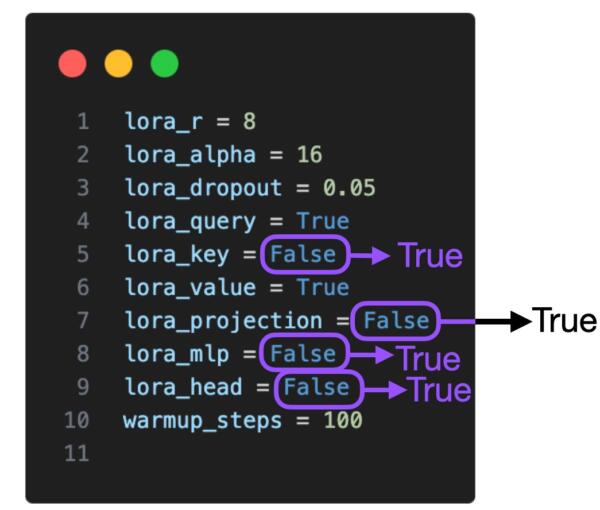 1 lora_r = 8
2 lora_alpha = 16
3 lora_dropout = 0.05
4 lora_query = True
5 lora_key = False True
6 lora_value = True
7 lora_projection = False True
8 lora_mlp = False True
9 lora_head = False True
10 warmup_steps = 100
11